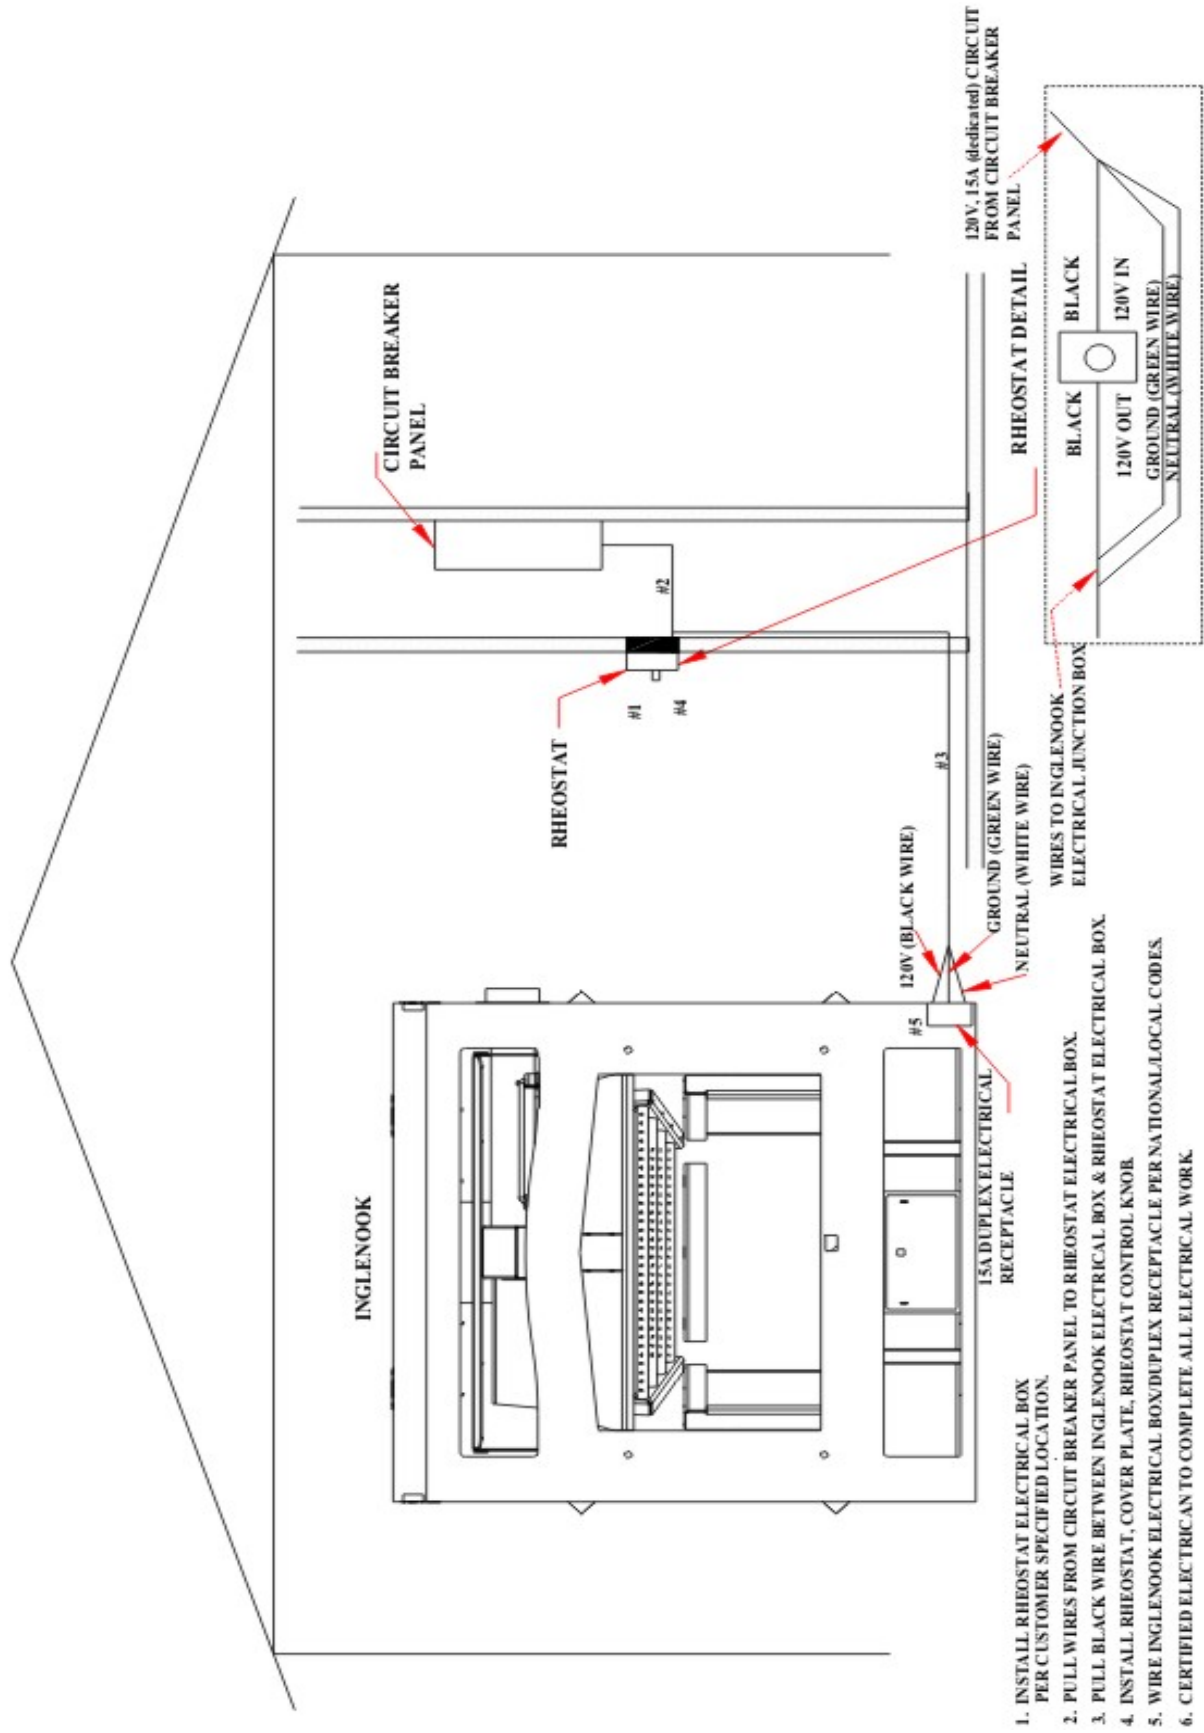 INGLENOOK
CIRCUIT BREAKER
PANEL
RHEOSTAT
#1
#2
#4
#3
#5
120V (BLACK WIRE)
GROUND (GREEN WIRE)
NEUTRAL (WHITE WIRE)
15A DUPLEX ELECTRICAL
RECEPTACLE
RHEOSTAT DETAIL
120V, 15A (dedicated) CIRCUIT
FROM CIRCUIT BREAKER
PANEL
BLACK
BLACK
120V OUT
120V IN
GROUND (GREEN WIRE)
NEUTRAL (WHITE WIRE)
WIRES TO INGLENOOK
ELECTRICAL JUNCTION BOX
1. INSTALL RHEOSTAT ELECTRICAL BOX
PER CUSTOMER SPECIFIED LOCATION.
2. PULL WIRES FROM CIRCUIT BREAKER PANEL TO RHEOSTAT ELECTRICAL BOX.
3. PULL BLACK WIRE BETWEEN INGLENOOK ELECTRICAL BOX & RHEOSTAT ELECTRICAL BOX.
4. INSTALL RHEOSTAT, COVER PLATE, RHEOSTAT CONTROL KNOB.
5. WIRE INGLENOOK ELECTRICAL BOX/DUPLEX RECEPTACLE PER NATIONAL/LOCAL CODES.
6. CERTIFIED ELECTRICAN TO COMPLETE ALL ELECTRICAL WORK.